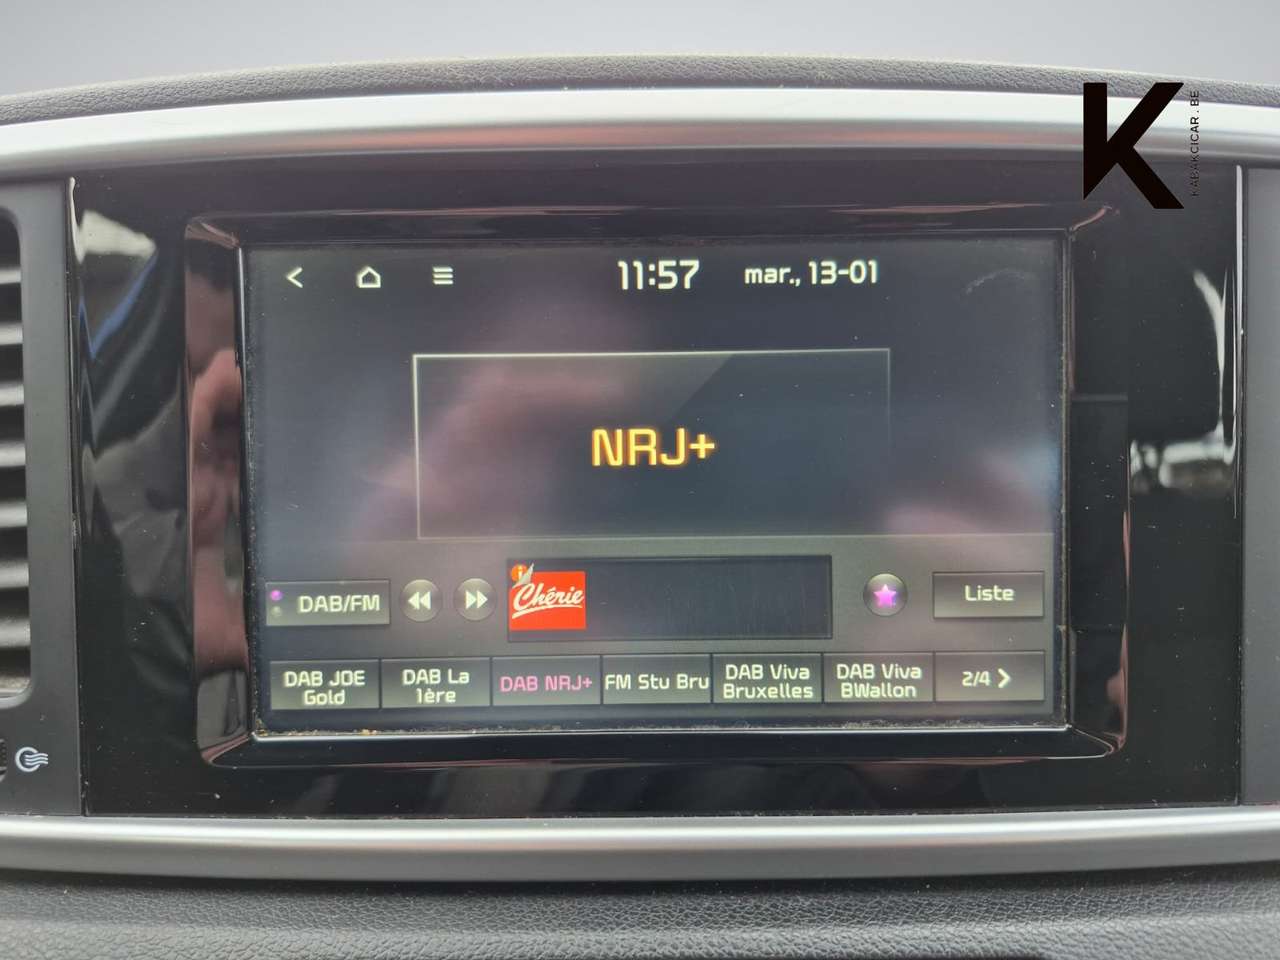 K
KABAKCICAR.BE
11:57 mar., 13-01
NRJ+
DAB/FM
i
Chérie
Liste
DAB JOE
Gold
DAB La
1ère
DAB NRJ+
FM Stu Bru
DAB Viva
Bruxelles
DAB Viva
BWallon
2/4